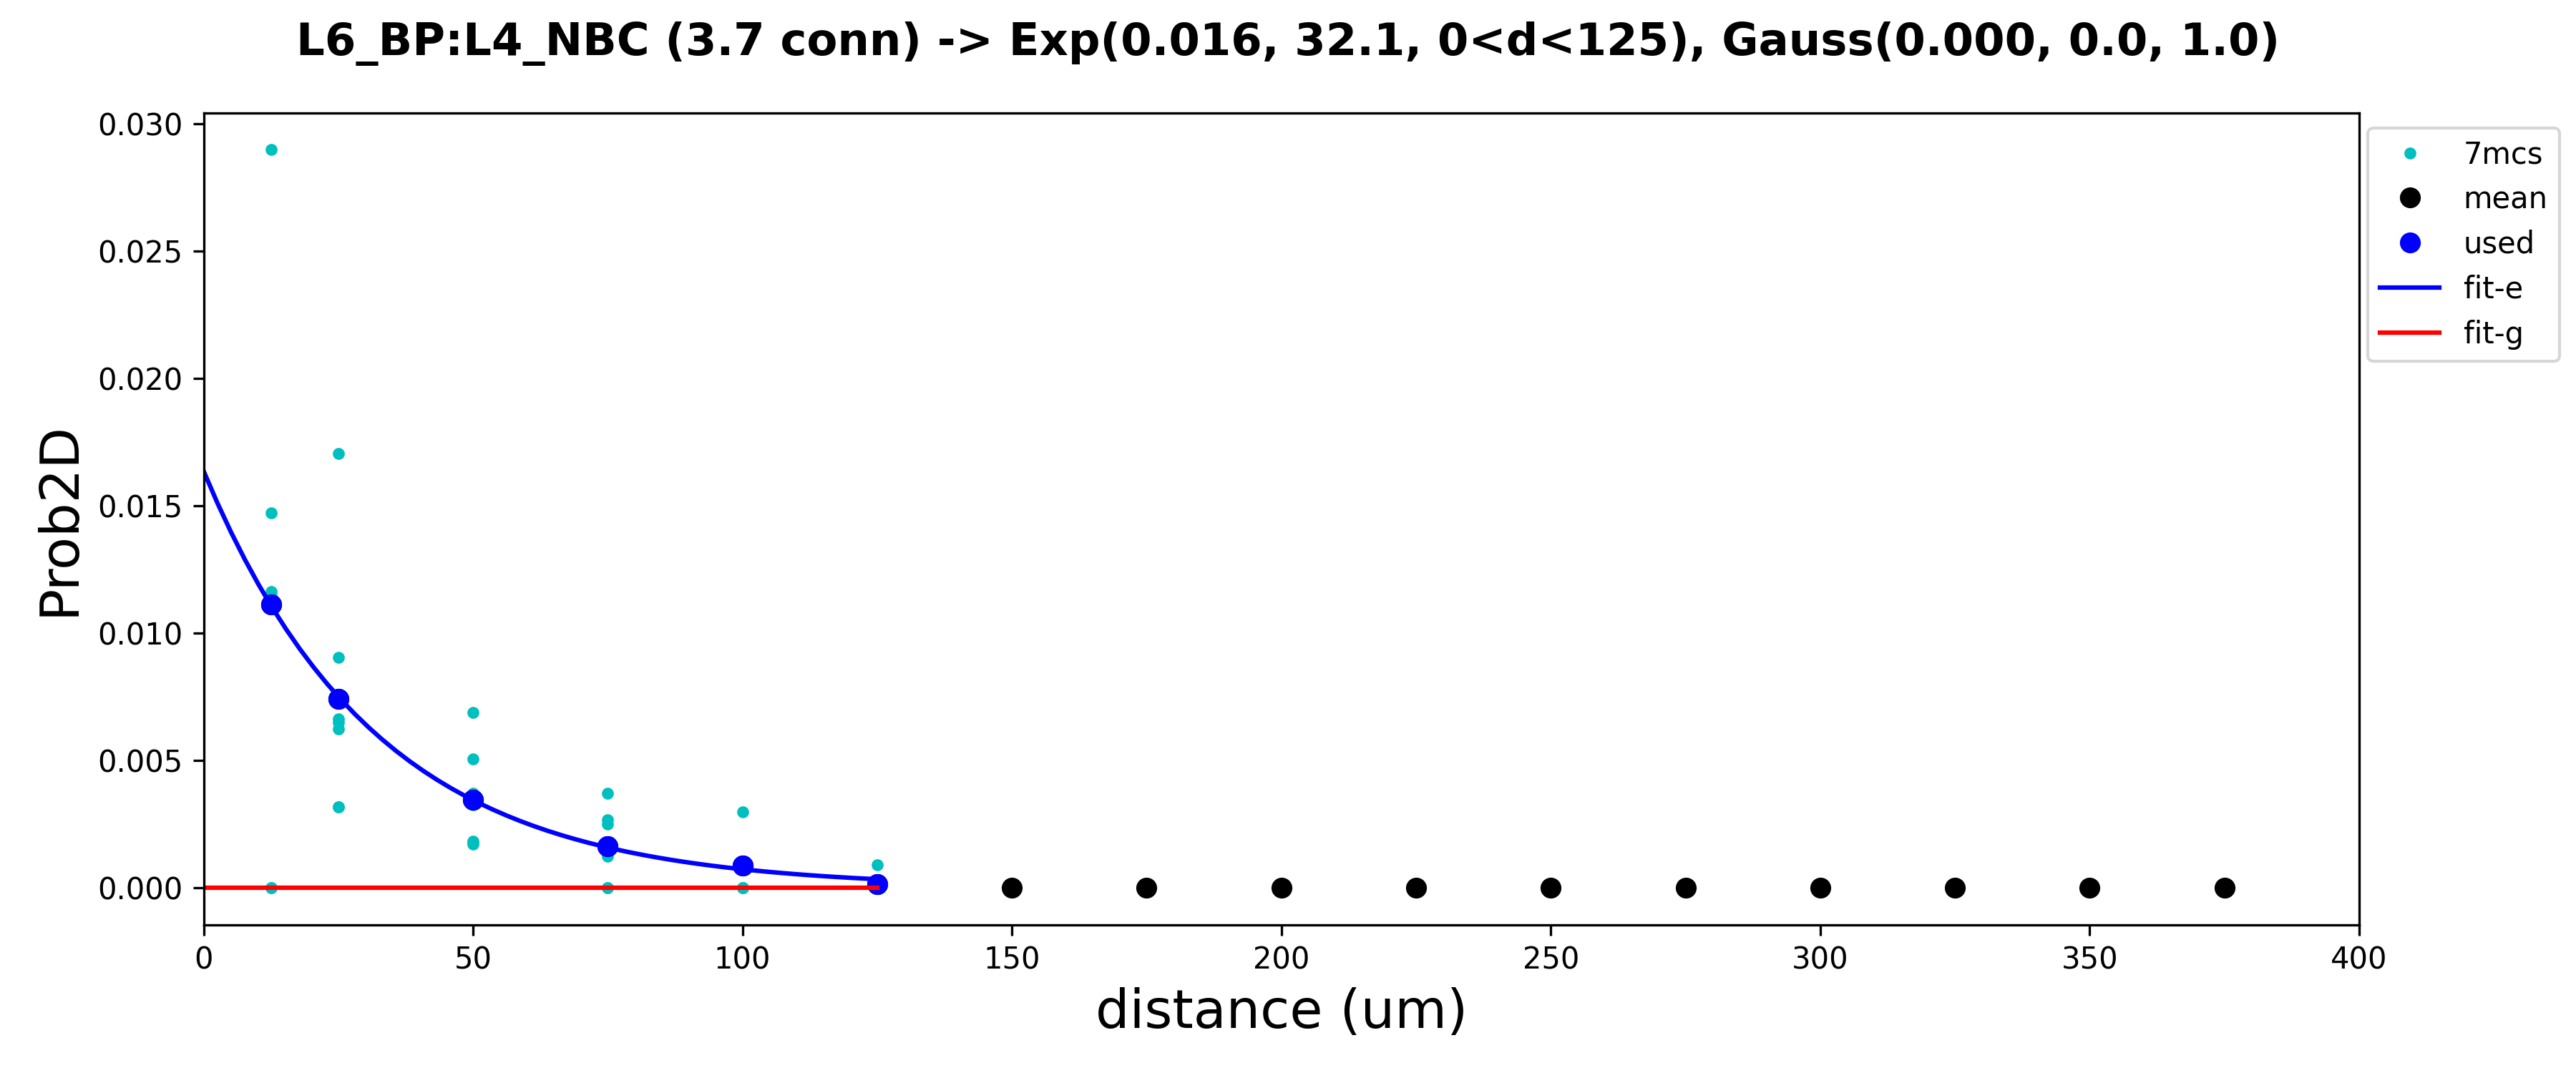 L6_BP:L4_NBC (3.7 conn) -> Exp(0.016, 32.1, 0<d<125), Gauss(0.000, 0.0, 1.0)
0.030
0.025
0.020
0.015
0.010
0.005
0.000
Prob2D
0 50 100 150 200 250 300 350 400
distance (um)
7mcs
mean
used
fit-e
fit-g